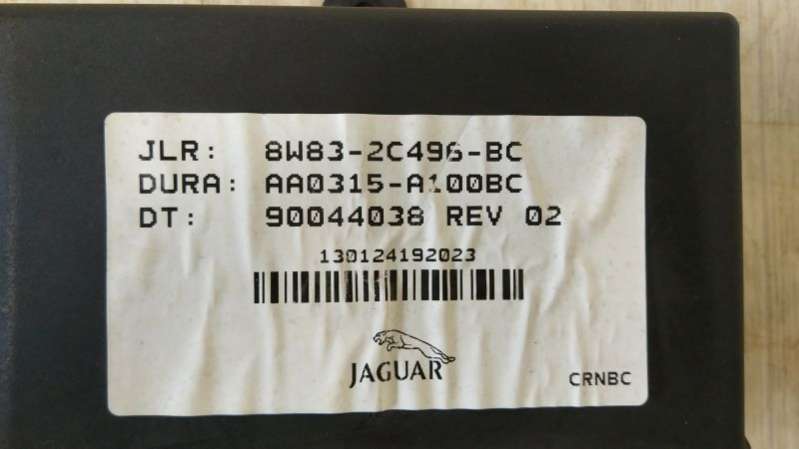 JLR: 8W83-2C496-BC
DURA: AA0315-A100BC
DT: 90044038 REV 02
130124192023
JAGUAR
CRNBC